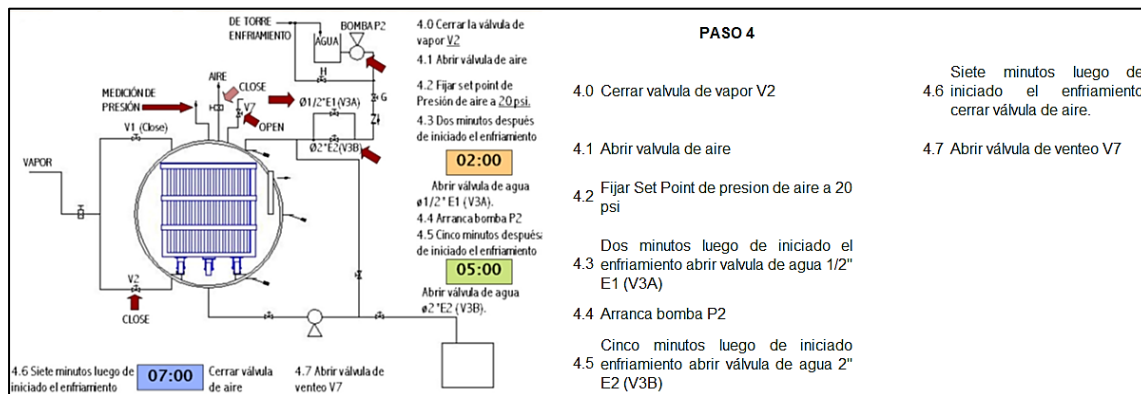 DE TORRE
ENFRIAMIENTO
BOMBA P2
AGUA
H
AIRE
CLOSE
MEDICIÓN DE
PRESIÓN
V7
Ø1/2"E1 (V3A)
G
OPEN
V1 (Close)
Ø2"E2(V3B)
VAPOR
V2
CLOSE
4.0 Cerrar la válvula de
vapor V2
4.1 Abrir válvula de aire
4.2 Fijar set point de
Presión de aire a 20 psi.
4.3 Dos minutos después
de iniciado el enfriamiento
02:00
Abrir válvula de agua
ø1/2" E1 (V3A).
4.4 Arranca bomba P2
4.5 Cinco minutos después
de iniciado el enfriamiento
05:00
Abrir válvula de agua
ø2"E2 (V3B).
4.6 Siete minutos luego de
iniciado el enfriamiento
07:00
Cerrar válvula
de aire
4.7 Abrir válvula de
venteo V7
PASO 4
4.0 Cerrar valvula de vapor V2
4.1 Abrir valvula de aire
4.2 Fijar Set Point de presion de aire a 20
psi
4.3 Dos minutos luego de iniciado el
enfriamiento abrir valvula de agua 1/2"
E1 (V3A)
4.4 Arranca bomba P2
4.5 Cinco minutos luego de iniciado
enfriamiento abrir válvula de agua 2"
E2 (V3B)
4.6 Siete minutos luego de
iniciado el enfriamiento
cerrar válvula de aire.
4.7 Abrir válvula de venteo V7